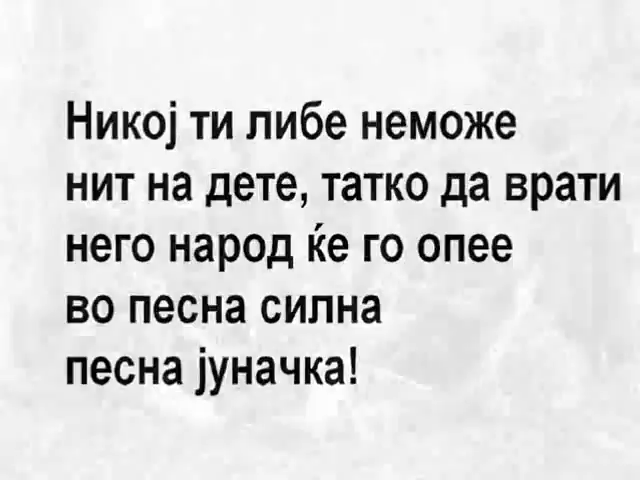 Никој ти либе неможе
нит на дете, татко да врати
него народ ќе го опее
во песна силна
песна јуначка!